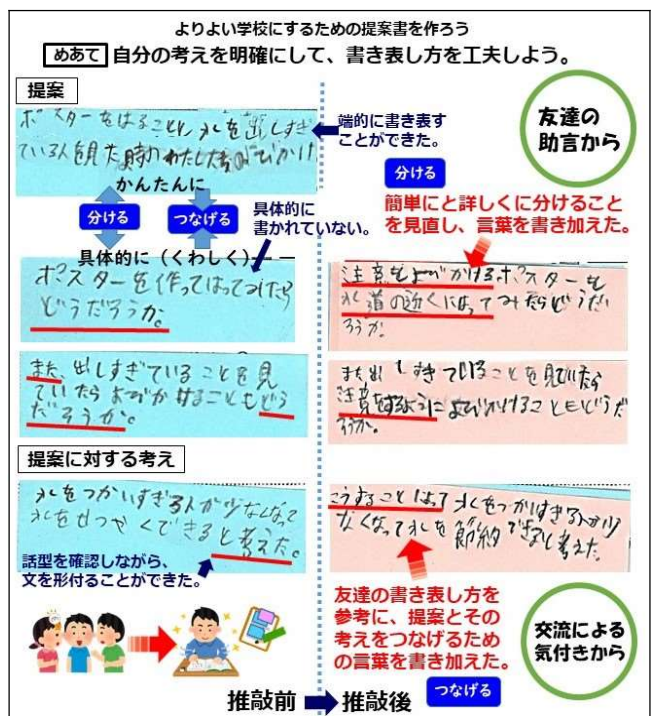 よりよい学校にするための提案書を作ろう
めあて 自分の考えを明確にして、書き表し方を工夫しよう。
提案
ポスターをはることと、水を出しすぎ
ている人を観た時わたしたちがよびかけ
端的に書き表す
ことができた。
友達の
助言から
かんたんに
分ける
つなげる
具体的に
書かれていない。
具体的に（くわしく）
分ける
簡単にと詳しくに分けること
を見直し、言葉を書き加えた。
ポスターを作ってはってみたら
どうだろうか。
注意をよびかけるポスターを
水道の近くにはってみたらどうだ
ろうか。
また、出しすぎていることを見
ていたらよびかけることもどう
だろうか。
また出しすぎていることを見ていたら
注意をするようによびかけることもどうだ
ろうか。
提案に対する考え
水をつかいすぎる人が少なくなって
水をせつやくできると考えた。
こうすることによって水をつかいすぎる人が少
なくなって水を節約できると考えた。
話型を確認しながら、
文を形付けることができた。
友達の書き表し方を
参考に、提案とその
考えをつなげるため
の言葉を書き加えた。
つなげる
交流による
気付きから
推敲前
推敲後